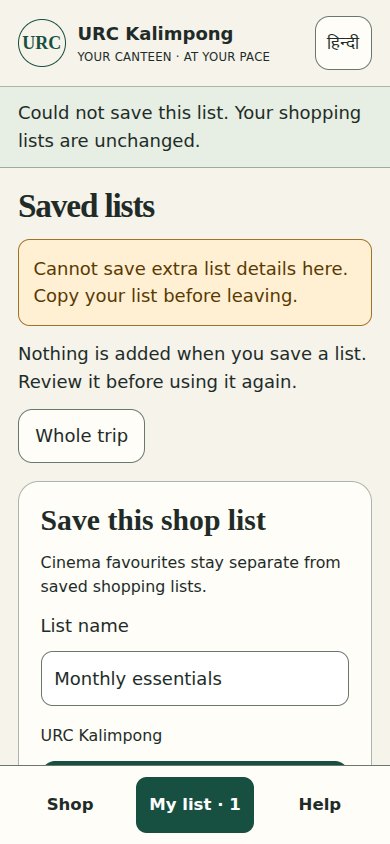 URC
URC Kalimpong
YOUR CANTEEN · AT YOUR PACE
हिन्दी
Could not save this list. Your shopping
lists are unchanged.
Saved lists
Cannot save extra list details here.
Copy your list before leaving.
Nothing is added when you save a list.
Review it before using it again.
Whole trip
Save this shop list
Cinema favourites stay separate from
saved shopping lists.
List name
Monthly essentials
URC Kalimpong
Shop
My list · 1
Help